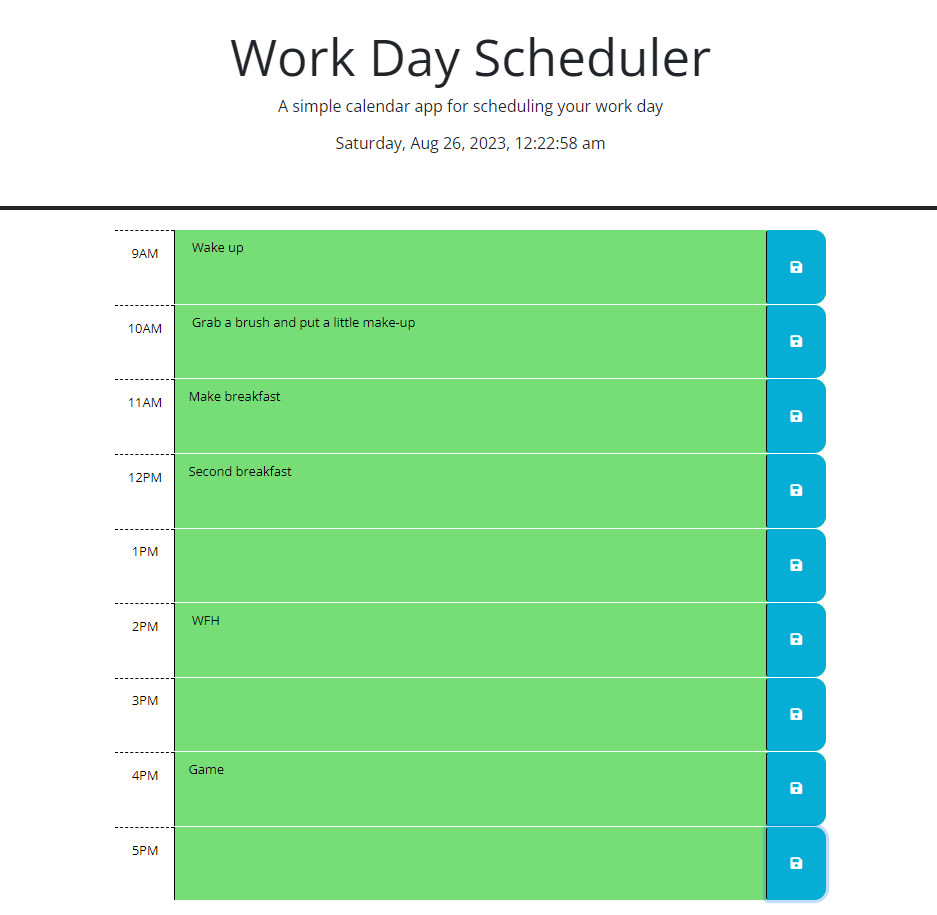 Work Day Scheduler
A simple calendar app for scheduling your work day
Saturday, Aug 26, 2023, 12:22:58 am
9AM Wake up
10AM Grab a brush and put a little make-up
11AM Make breakfast
12PM Second breakfast
1PM
2PM WFH
3PM
4PM Game
5PM